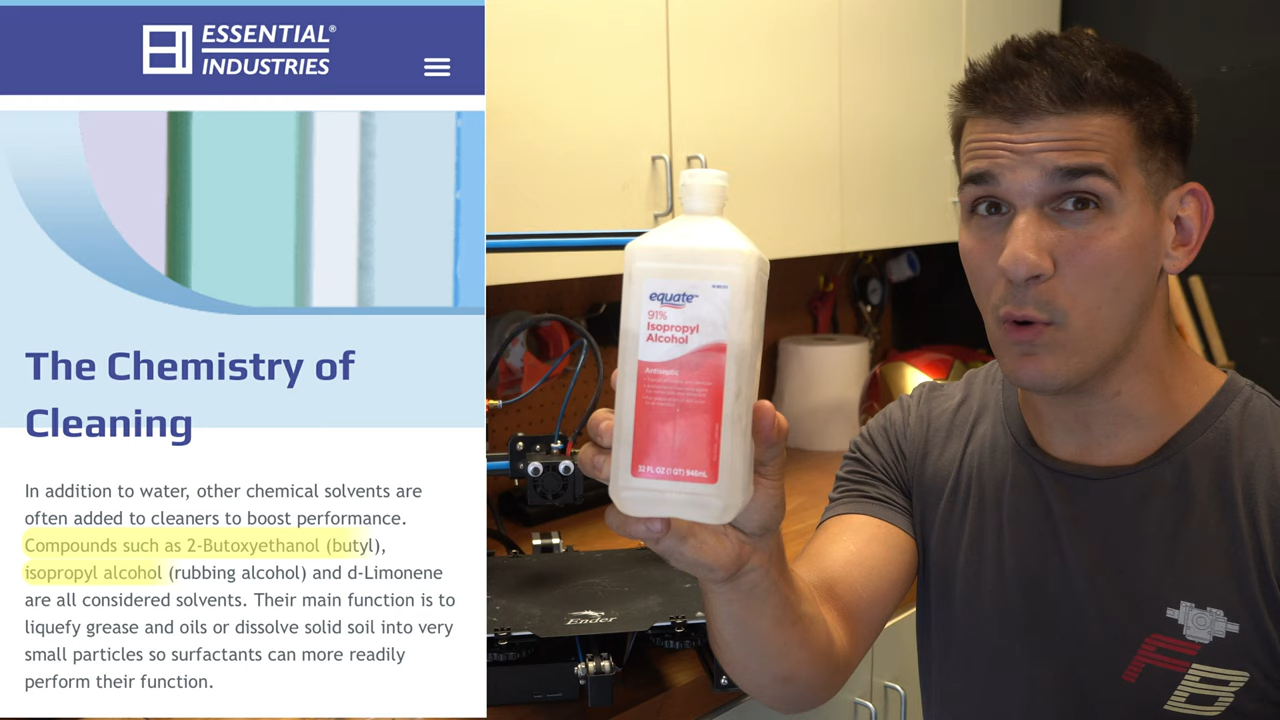 ESSENTIAL®
INDUSTRIES
The Chemistry of
Cleaning
In addition to water, other chemical solvents are
often added to cleaners to boost performance.
Compounds such as 2-Butoxyethanol (butyl),
isopropyl alcohol (rubbing alcohol) and d-Limonene
are all considered solvents. Their main function is to
liquefy grease and oils or dissolve solid soil into very
small particles so surfactants can more readily
perform their function.
equate™
91%
Isopropyl
Alcohol
Antiseptic
32 FL OZ (1 QT) 946mL
Ender